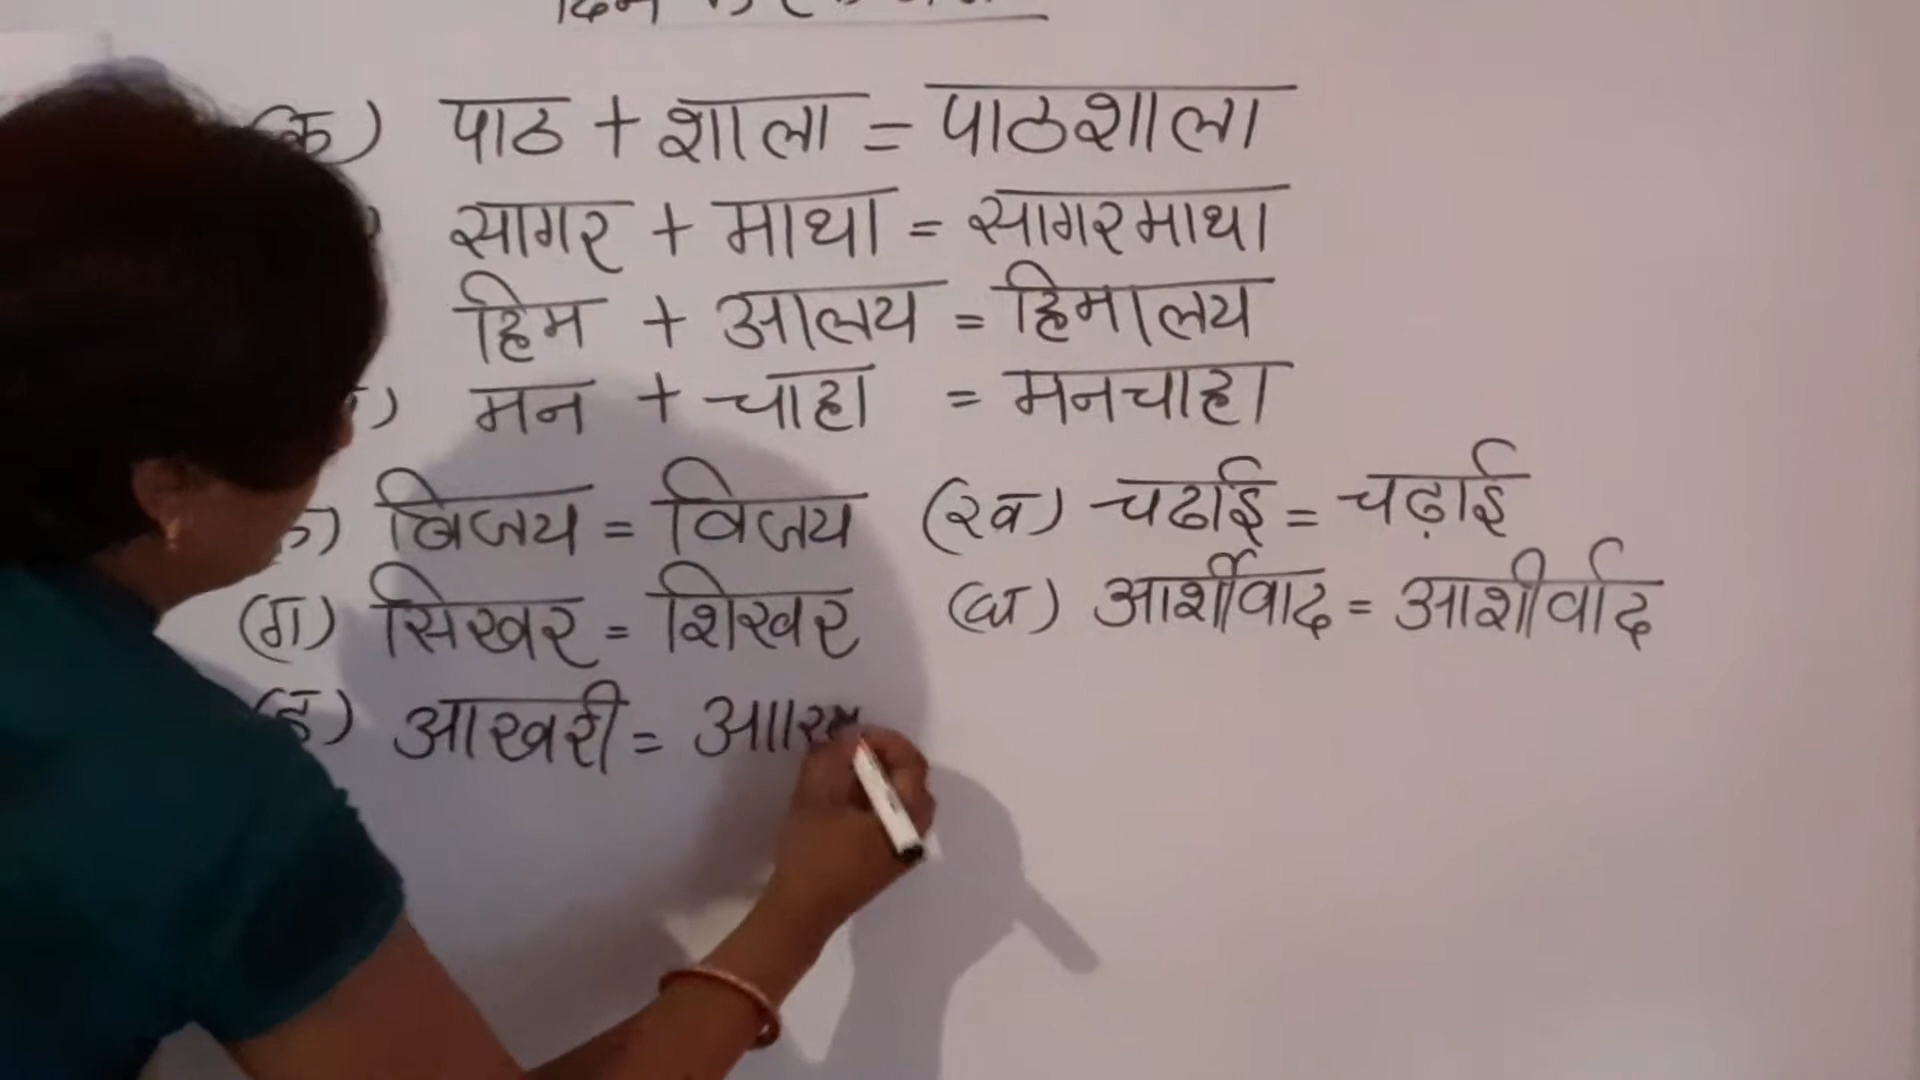 (क) पाठ + शाला = पाठशाला
सागर + माथा = सागरमाथा
हिम + आलय = हिमालय
मन + चाहा = मनचाहा
बिजय = विजय (ख) चढाई = चढ़ाई
(ग) सिखर = शिखर (घ) आर्शीवाद = आशीर्वाद
(ङ) आखरी =